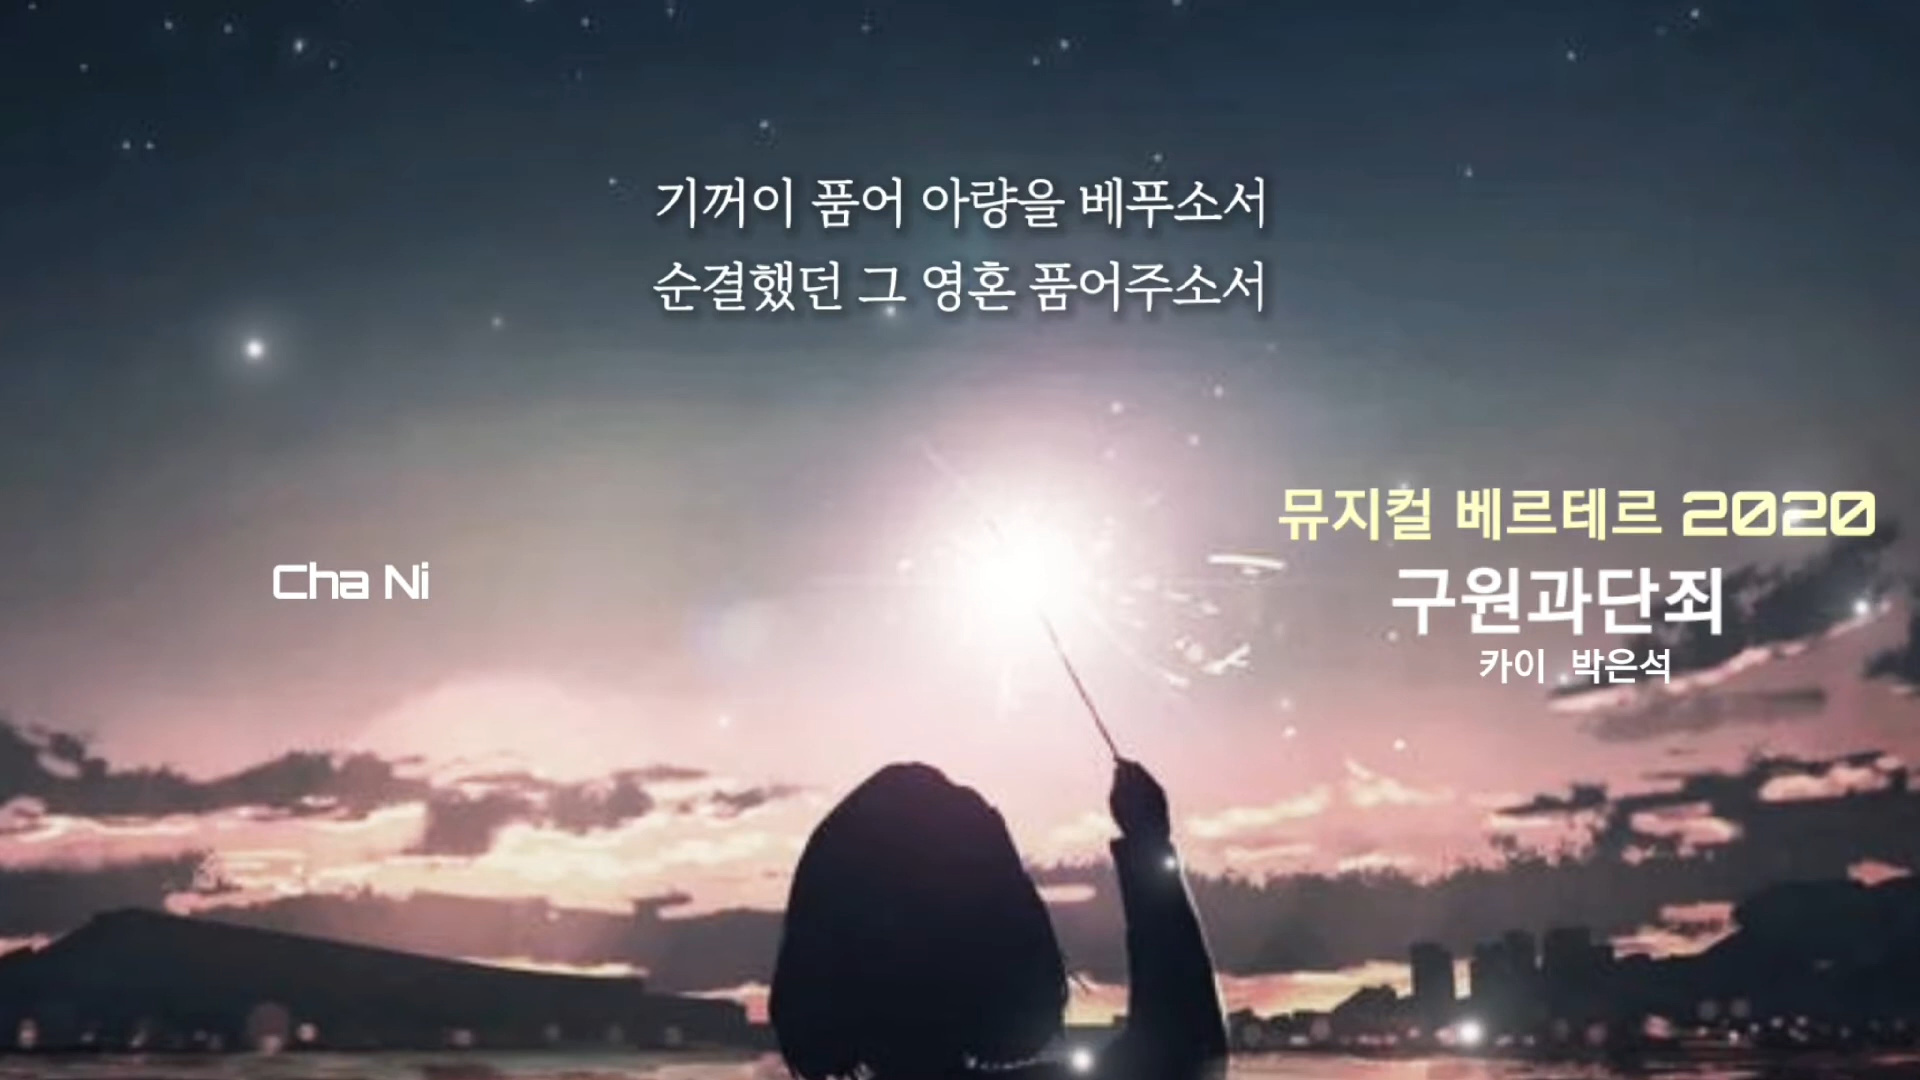 기꺼이 품어 아량을 베푸소서
순결했던 그 영혼 품어주소서
뮤지컬 베르테르 2020
Cha Ni
구원과단죄
카이 박은석